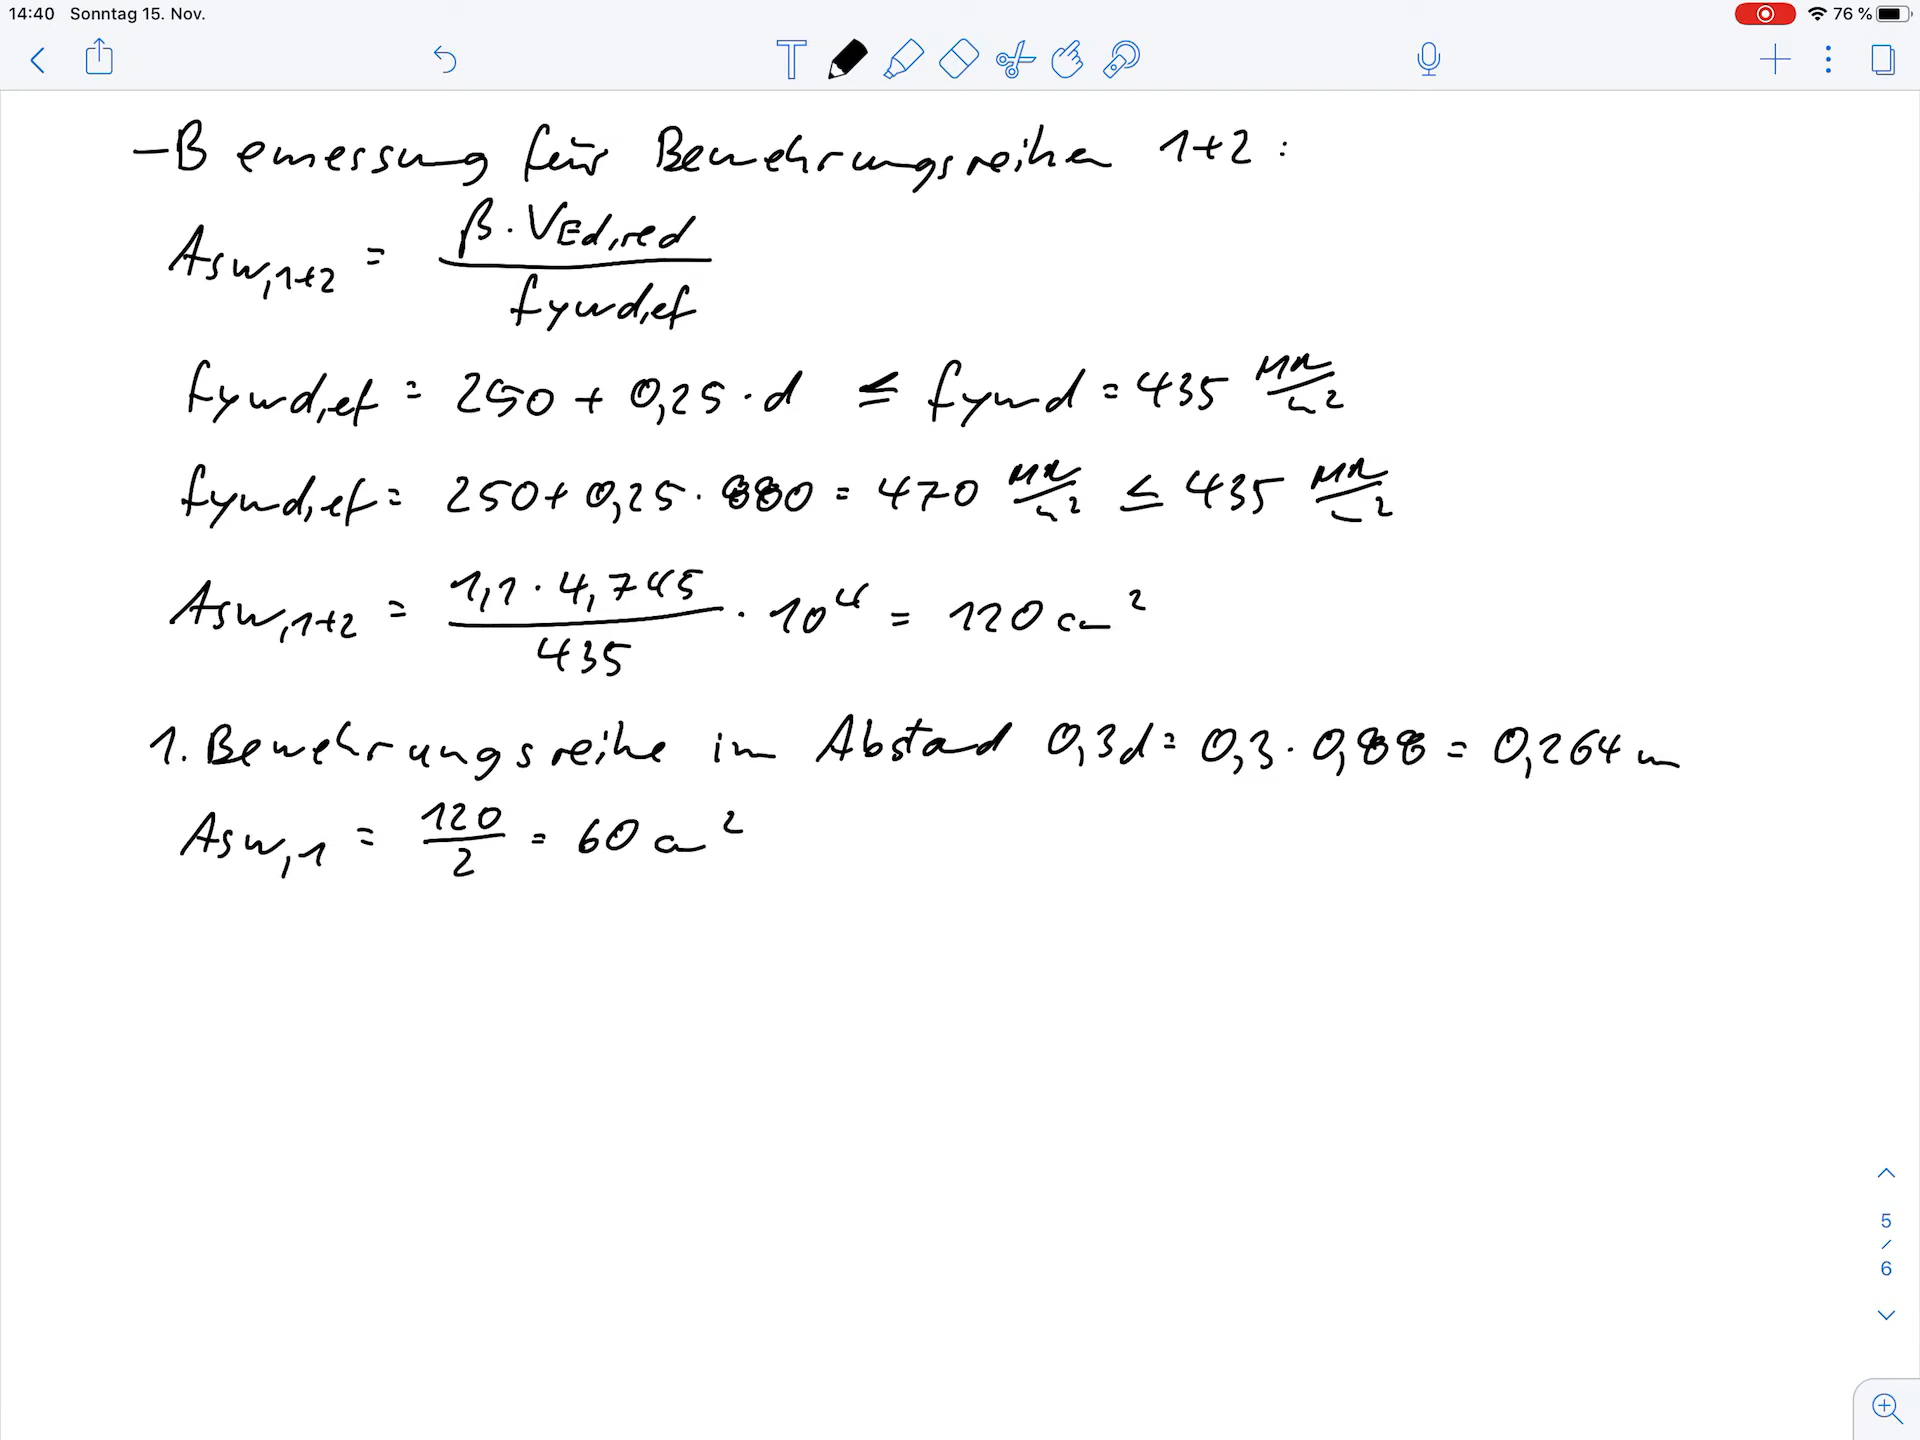 14:40 Sonntag 15. Nov. 76 %
T
– Bemessung für Bewehrungsreihen 1+2 :
Asw,1+2 = β · VEd,red / fywd,ef
fywd,ef = 250 + 0,25 · d ≤ fywd = 435 MN/m²
fywd,ef = 250 + 0,25 · 880 = 470 MN/m² ≤ 435 MN/m²
Asw,1+2 = 1,1 · 4,745 / 435 · 10⁴ = 120 cm²
1. Bewehrungsreihe im Abstand 0,3d = 0,3 · 0,88 = 0,264 m
Asw,1 = 120 / 2 = 60 cm²
5
/
6